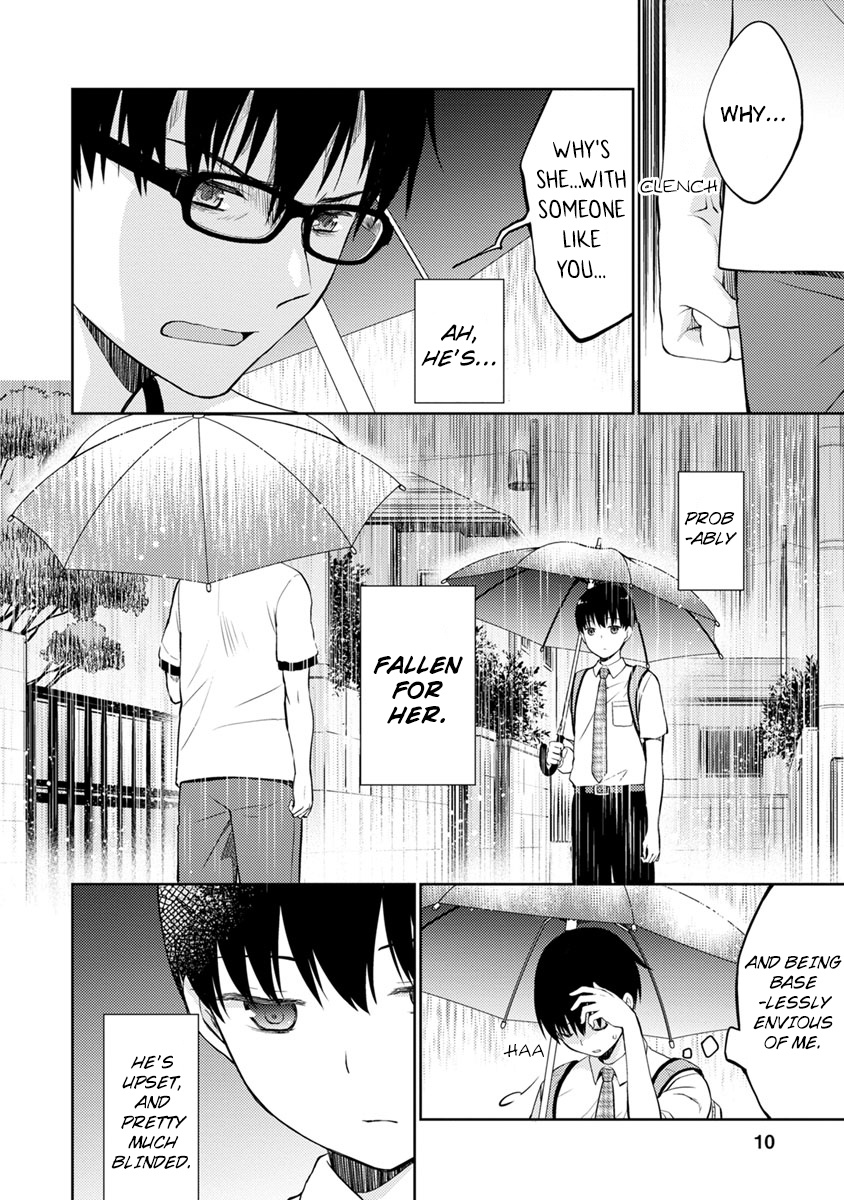 WHY...
CLENCH
WHY'S
SHE...WITH
SOMEONE
LIKE
YOU...
AH,
HE'S...
PROB
-ABLY
FALLEN
FOR
HER.
AND BEING
BASE
-LESSLY
ENVIOUS
OF ME.
HAA
HE'S
UPSET,
AND
PRETTY
MUCH
BLINDED.
10